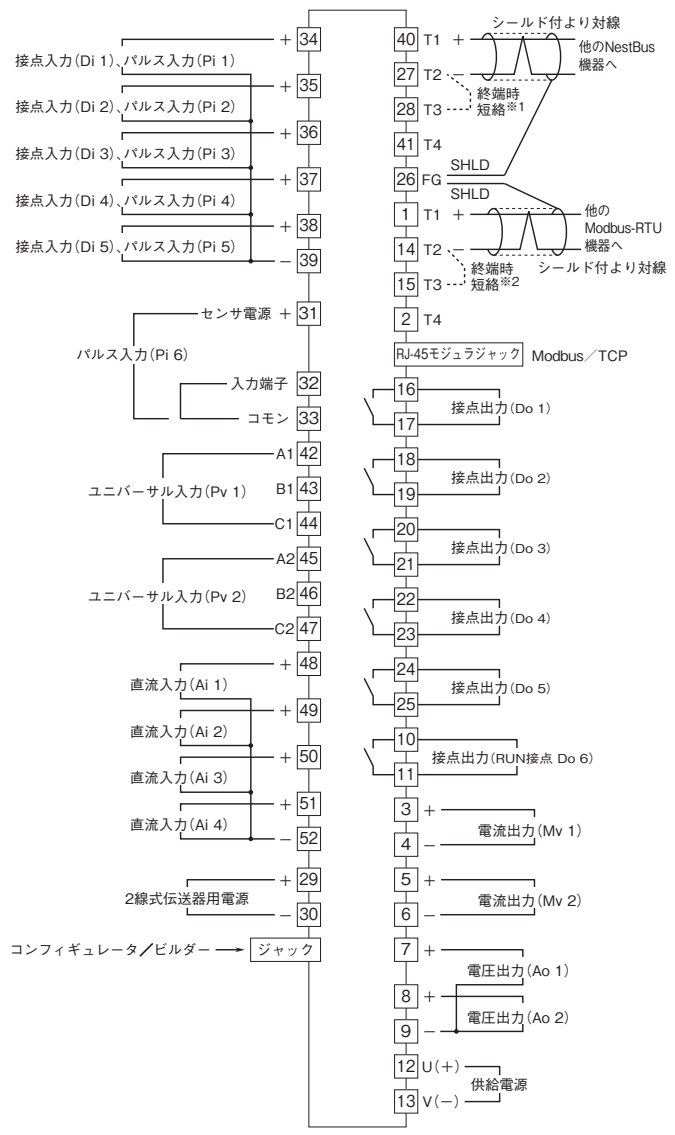 接点入力(Di 1)、パルス入力(Pi 1)
+ 34
接点入力(Di 2)、パルス入力(Pi 2)
+ 35
接点入力(Di 3)、パルス入力(Pi 3)
+ 36
接点入力(Di 4)、パルス入力(Pi 4)
+ 37
接点入力(Di 5)、パルス入力(Pi 5)
+ 38
− 39
センサ電源 + 31
パルス入力(Pi 6)
入力端子 32
コモン 33
A1 42
ユニバーサル入力(Pv 1)
B1 43
C1 44
A2 45
ユニバーサル入力(Pv 2)
B2 46
C2 47
+ 48
直流入力(Ai 1)
+ 49
直流入力(Ai 2)
+ 50
直流入力(Ai 3)
+ 51
直流入力(Ai 4)
− 52
+ 29
2線式伝送器用電源
− 30
コンフィギュレータ/ビルダー → ジャック
シールド付より対線
40 T1 +
他のNestBus
機器へ
27 T2 −
終端時
短絡※1
28 T3
41 T4
SHLD
26 FG
SHLD
1 T1 +
他の
Modbus-RTU
機器へ
14 T2 −
終端時
短絡※2
シールド付より対線
15 T3
2 T4
RJ-45モジュラジャック Modbus/TCP
16
接点出力(Do 1)
17
18
接点出力(Do 2)
19
20
接点出力(Do 3)
21
22
接点出力(Do 4)
23
24
接点出力(Do 5)
25
10
接点出力(RUN接点 Do 6)
11
3 +
電流出力(Mv 1)
4 −
5 +
電流出力(Mv 2)
6 −
7 +
電圧出力(Ao 1)
8 +
電圧出力(Ao 2)
9 −
12 U(+)
供給電源
13 V(−)